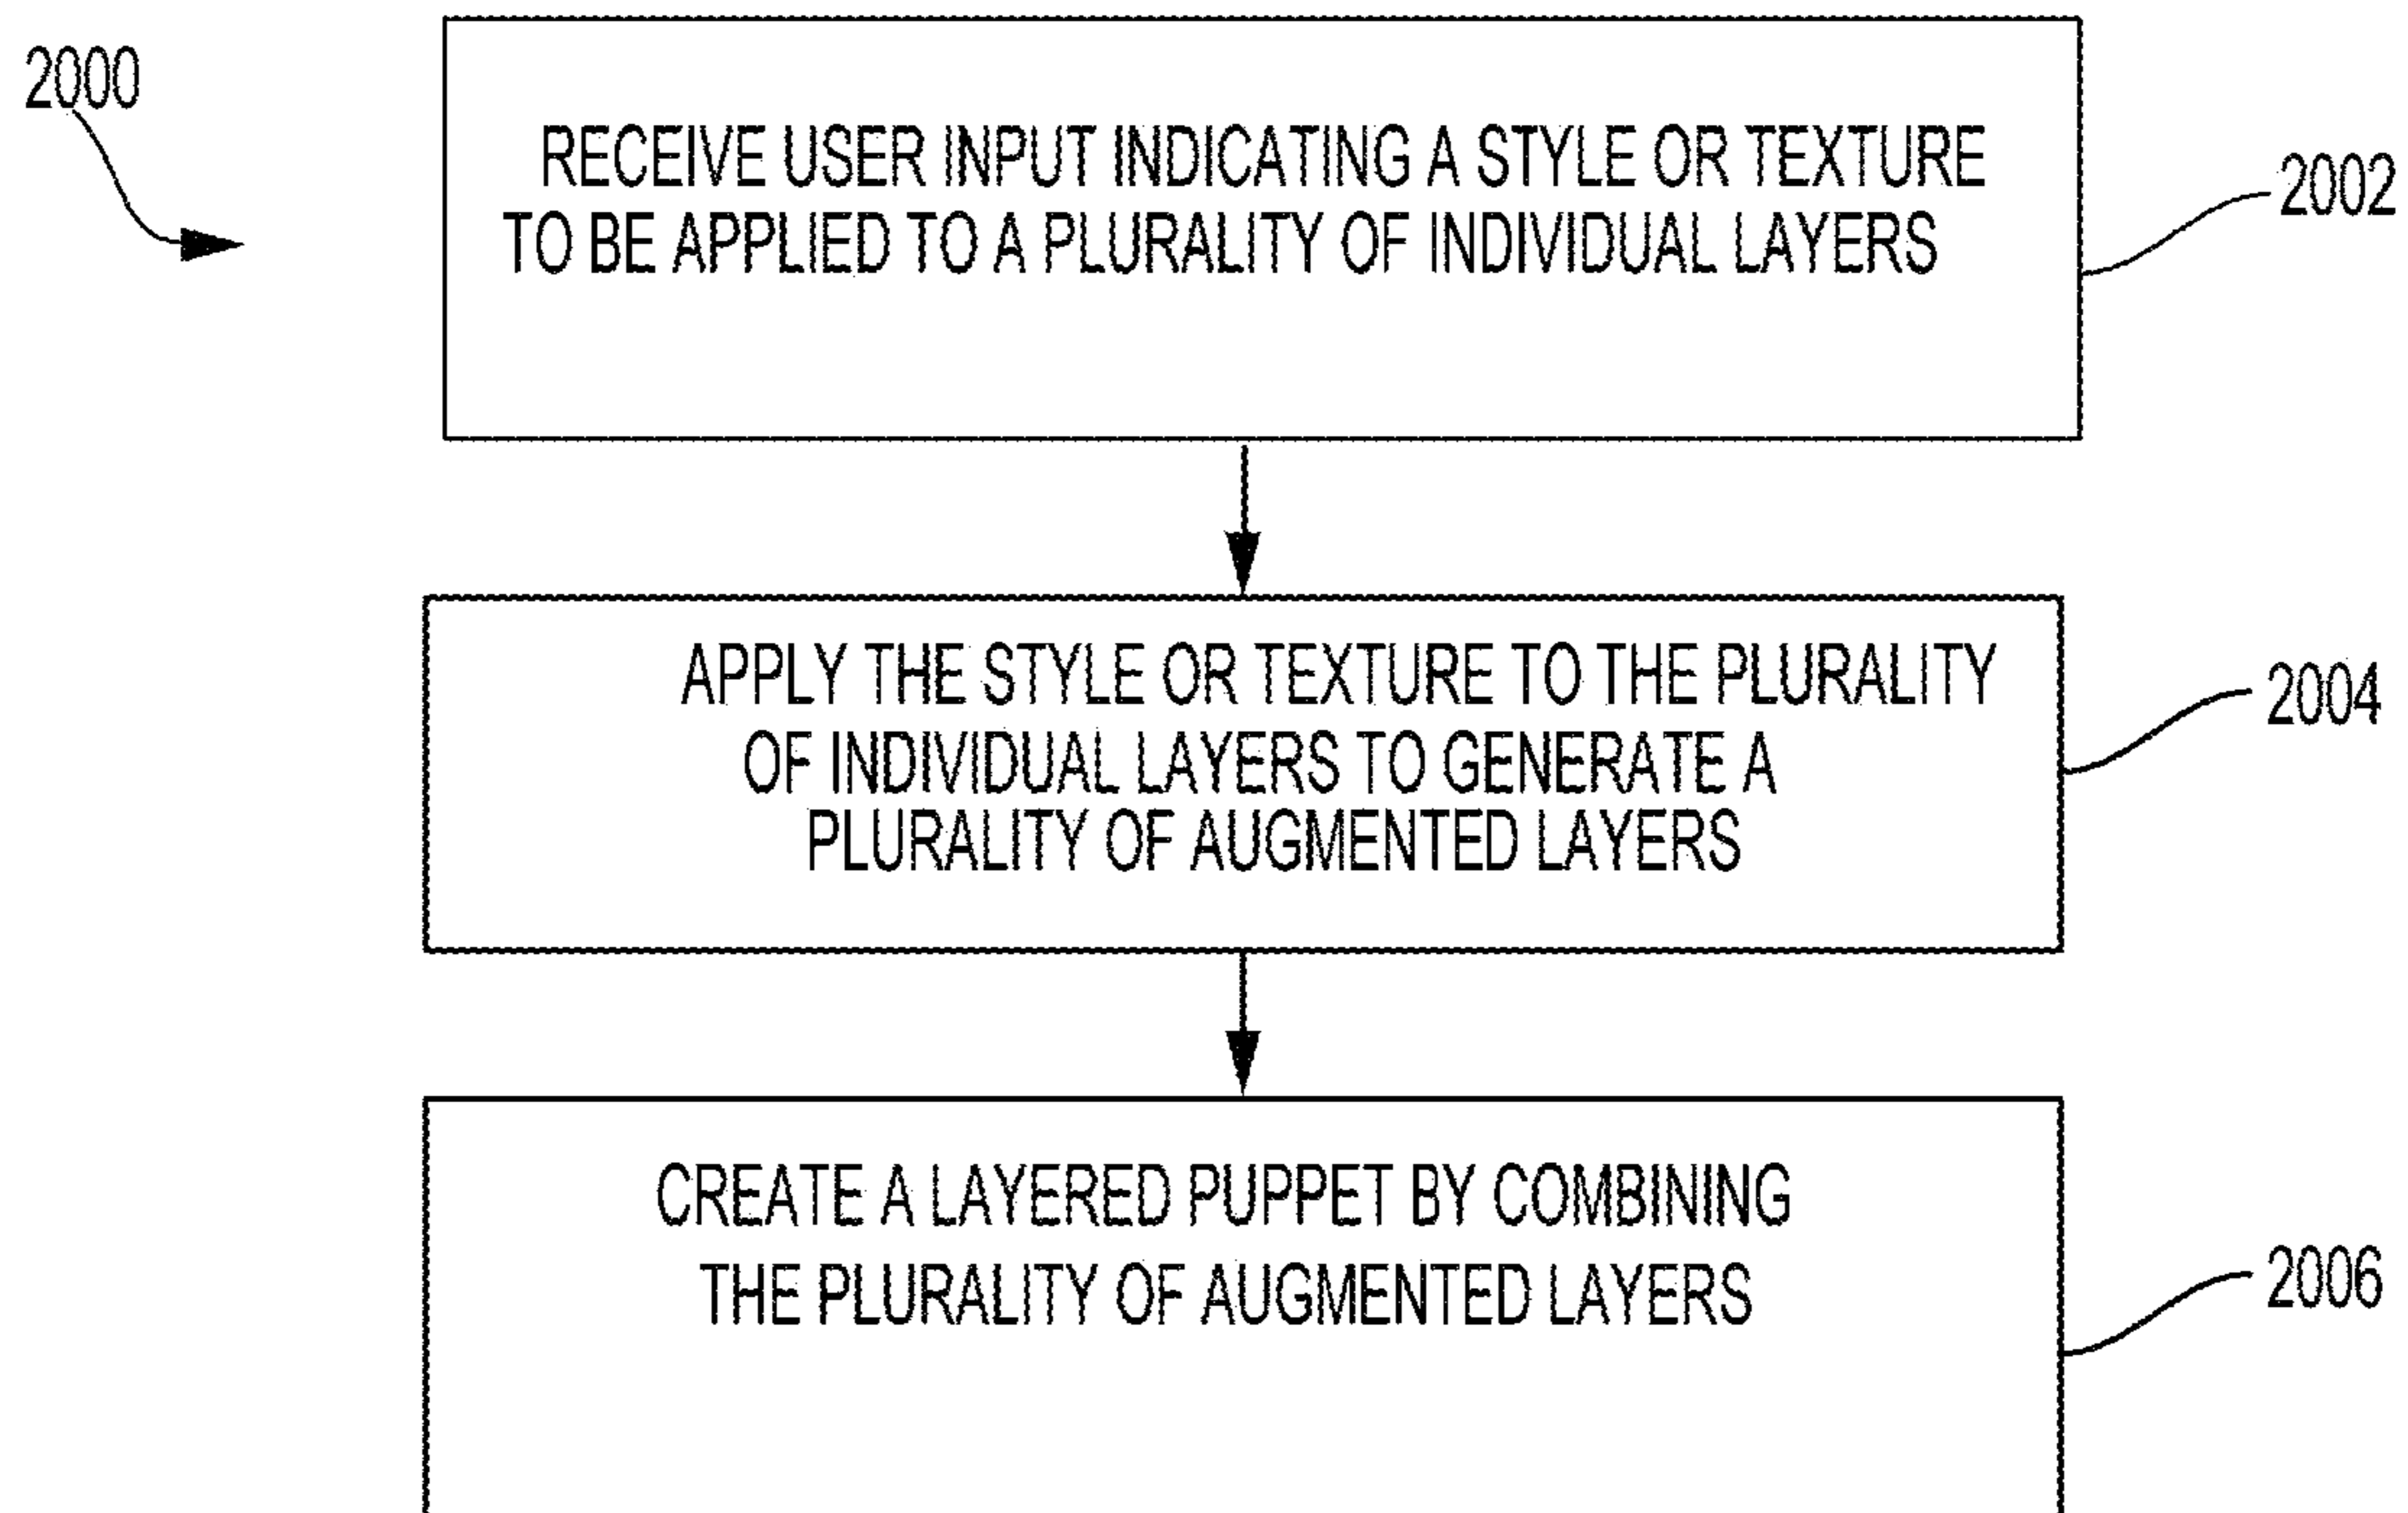 2000
RECEIVE USER INPUT INDICATING A STYLE OR TEXTURE
TO BE APPLIED TO A PLURALITY OF INDIVIDUAL LAYERS
2002
APPLY THE STYLE OR TEXTURE TO THE PLURALITY
OF INDIVIDUAL LAYERS TO GENERATE A
PLURALITY OF AUGMENTED LAYERS
2004
CREATE A LAYERED PUPPET BY COMBINING
THE PLURALITY OF AUGMENTED LAYERS
2006